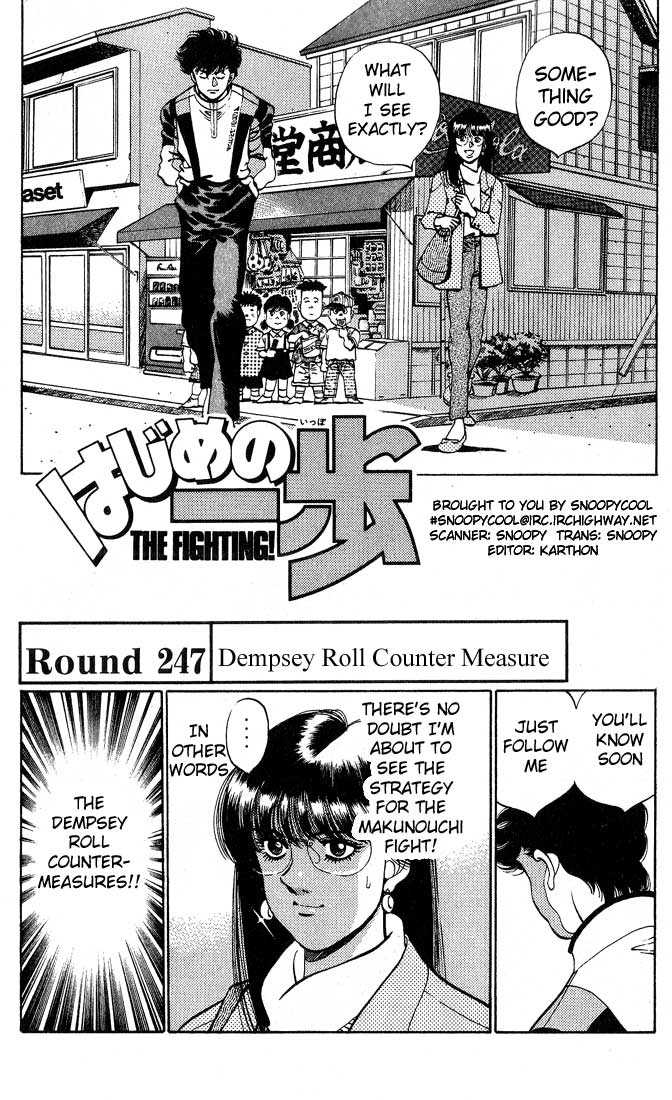 SOME-
THING
GOOD?
WHAT
WILL
I SEE
EXACTLY?
商堂
aset
はじめの一歩
いっぽ
THE FIGHTING!
BROUGHT TO YOU BY SNOOPYCOOL
#SNOOPYCOOL@IRC.IRCHIGHWAY.NET
SCANNER: SNOOPY TRANS: SNOOPY
EDITOR: KARTHON
Round 247
Dempsey Roll Counter Measure
YOU'LL
KNOW
SOON
JUST
FOLLOW
ME
THERE'S NO
DOUBT I'M
ABOUT TO
SEE THE
STRATEGY
FOR THE
MAKUNOUCHI
FIGHT!
...
IN
OTHER
WORDS
THE
DEMPSEY
ROLL
COUNTER-
MEASURES!!